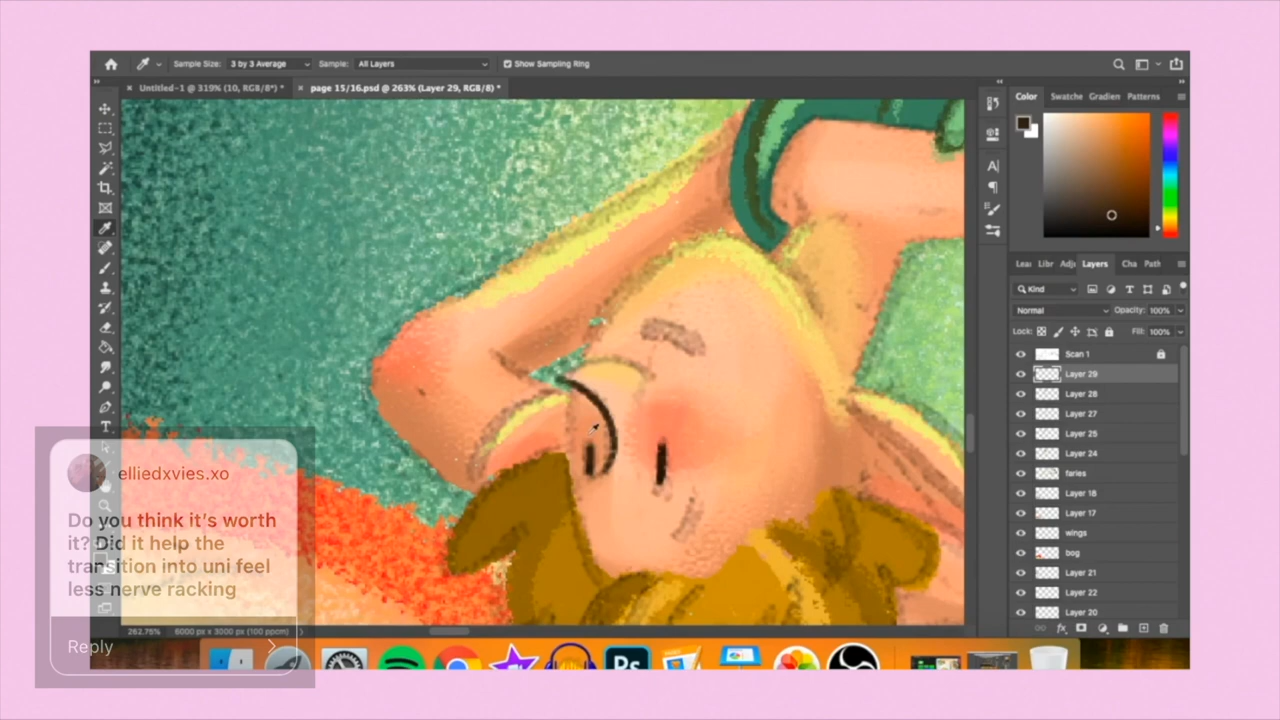 Sample Size: 3 by 3 Average Sample: All Layers Show Sampling Ring
Untitled-1 @ 319% (10, RGB/8*) * page 15/16.psd @ 263% (Layer 29, RGB/8) *
Color Swatche Gradien Patterns
Lea Libr Adj Layers Cha Path
Kind
Normal Opacity: 100%
Lock: Fill: 100%
Scan 1
Layer 29
Layer 28
Layer 27
Layer 25
Layer 24
faries
Layer 18
Layer 17
wings
bog
Layer 21
Layer 22
Layer 20
262.76% 6000 px x 3000 px (100 ppcm)
Ps
elliedxvies.xo
Do you think it's worth
it? Did it help the
transition into uni feel
less nerve racking
Reply